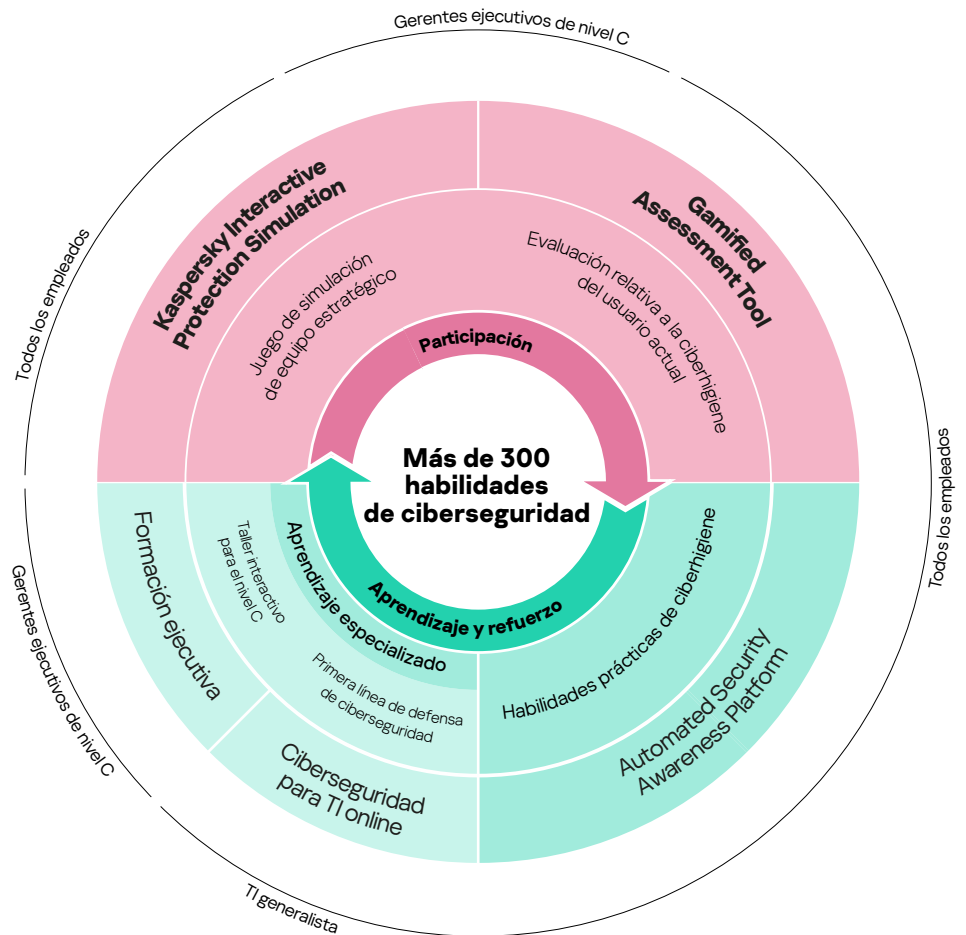 Gerentes ejecutivos de nivel C
Todos los empleados
Kaspersky Interactive
Protection Simulation
Gamified
Assessment Tool
Juego de simulación
de equipo estratégico
Evaluación relativa a la ciberhigiene
del usuario actual
Participación
Más de 300
habilidades
de ciberseguridad
Todos los empleados
Aprendizaje y refuerzo
Aprendizaje especializado
Taller interactivo
para el nivel C
Formación ejecutiva
Gerentes ejecutivos de nivel C
Primera línea de defensa
de ciberseguridad
Habilidades prácticas de ciberhigiene
Automated Security
Awareness Platform
Ciberseguridad
para TI online
TI generalista